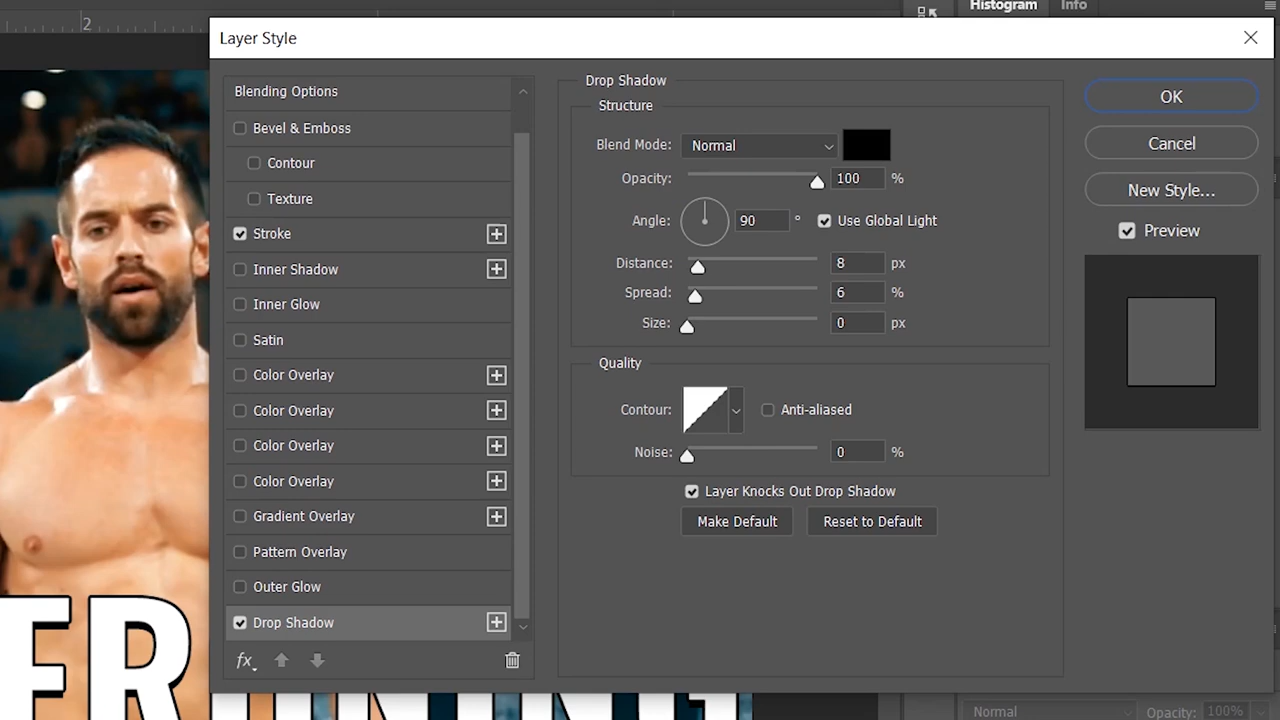 Histogram Info
2
Layer Style
Blending Options
Bevel & Emboss
Contour
Texture
Stroke
Inner Shadow
Inner Glow
Satin
Color Overlay
Color Overlay
Color Overlay
Color Overlay
Gradient Overlay
Pattern Overlay
Outer Glow
Drop Shadow
fx
Drop Shadow
Structure
Blend Mode: Normal
Opacity: 100 %
Angle: 90 ° Use Global Light
Distance: 8 px
Spread: 6 %
Size: 0 px
Quality
Contour: Anti-aliased
Noise: 0 %
Layer Knocks Out Drop Shadow
Make Default Reset to Default
OK
Cancel
New Style...
Preview
Normal Opacity: 100%